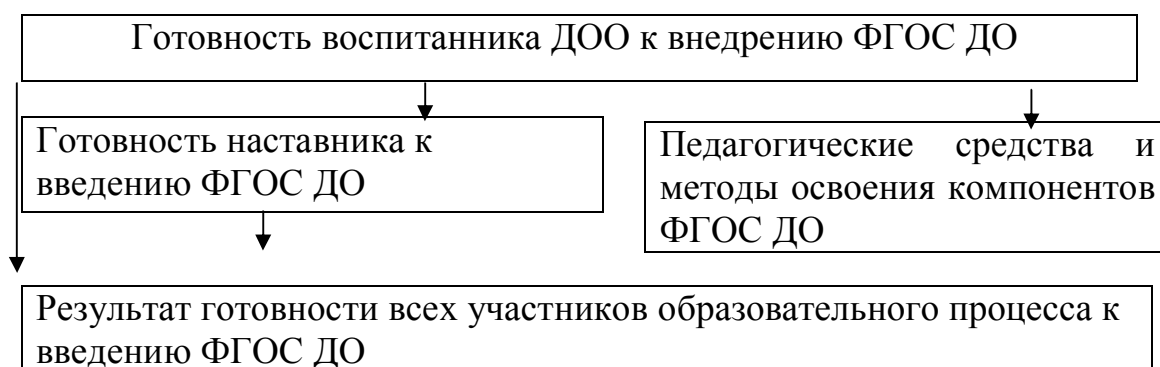 Готовность воспитанника ДОО к внедрению ФГОС ДО
Готовность наставника к
введению ФГОС ДО
Педагогические средства и
методы освоения компонентов
ФГОС ДО
Результат готовности всех участников образовательного процесса к
введению ФГОС ДО